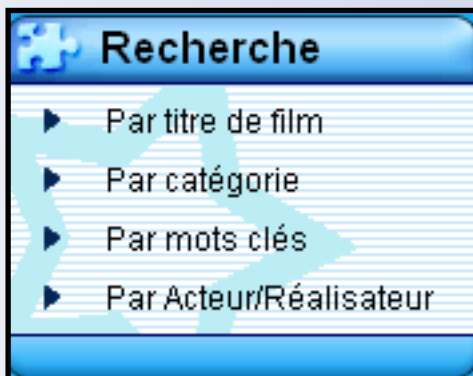 Recherche
Par titre de film
Par catégorie
Par mots clés
Par Acteur/Réalisateur